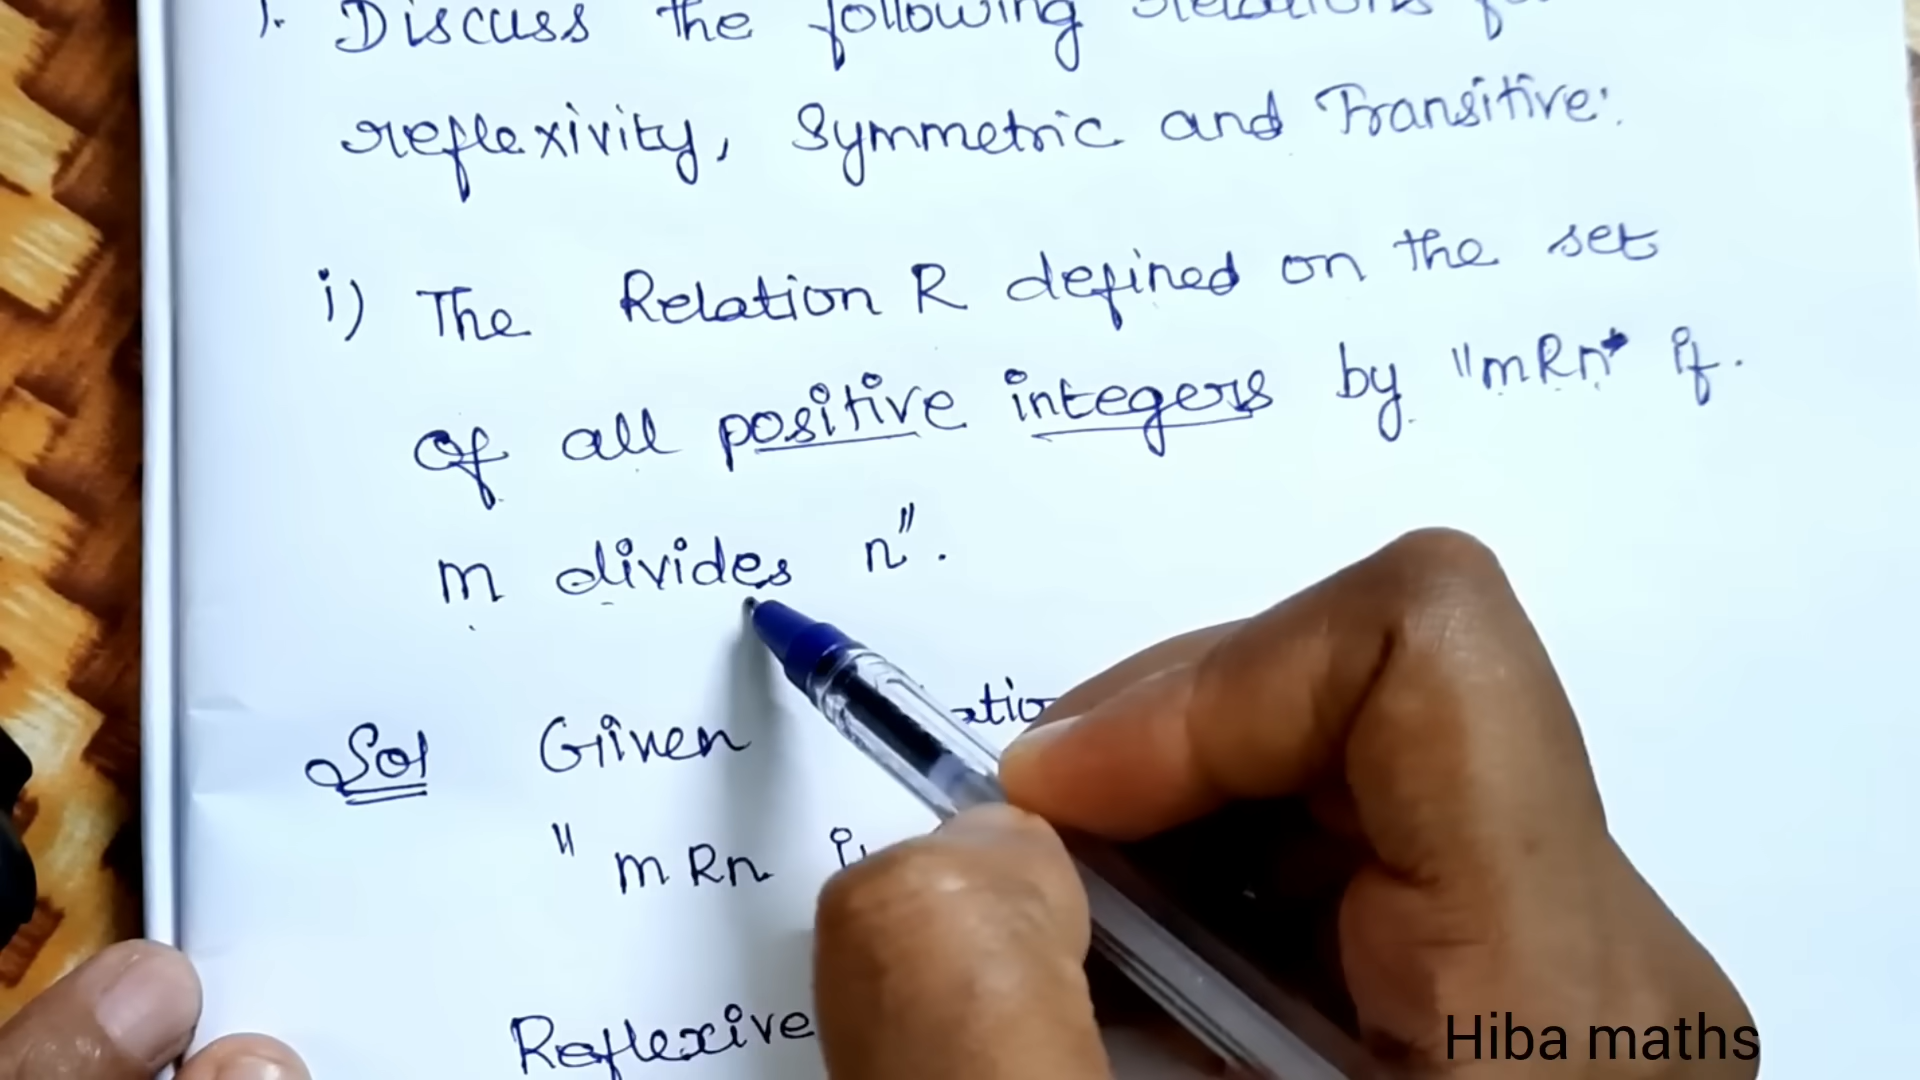 1. Discuss the following relations
reflexivity, Symmetric and Transitive:
i) The Relation R defined on the set
of all positive integers by "mRn" if
m divides n".
Sol Given
" mRn
Reflexive
Hiba maths